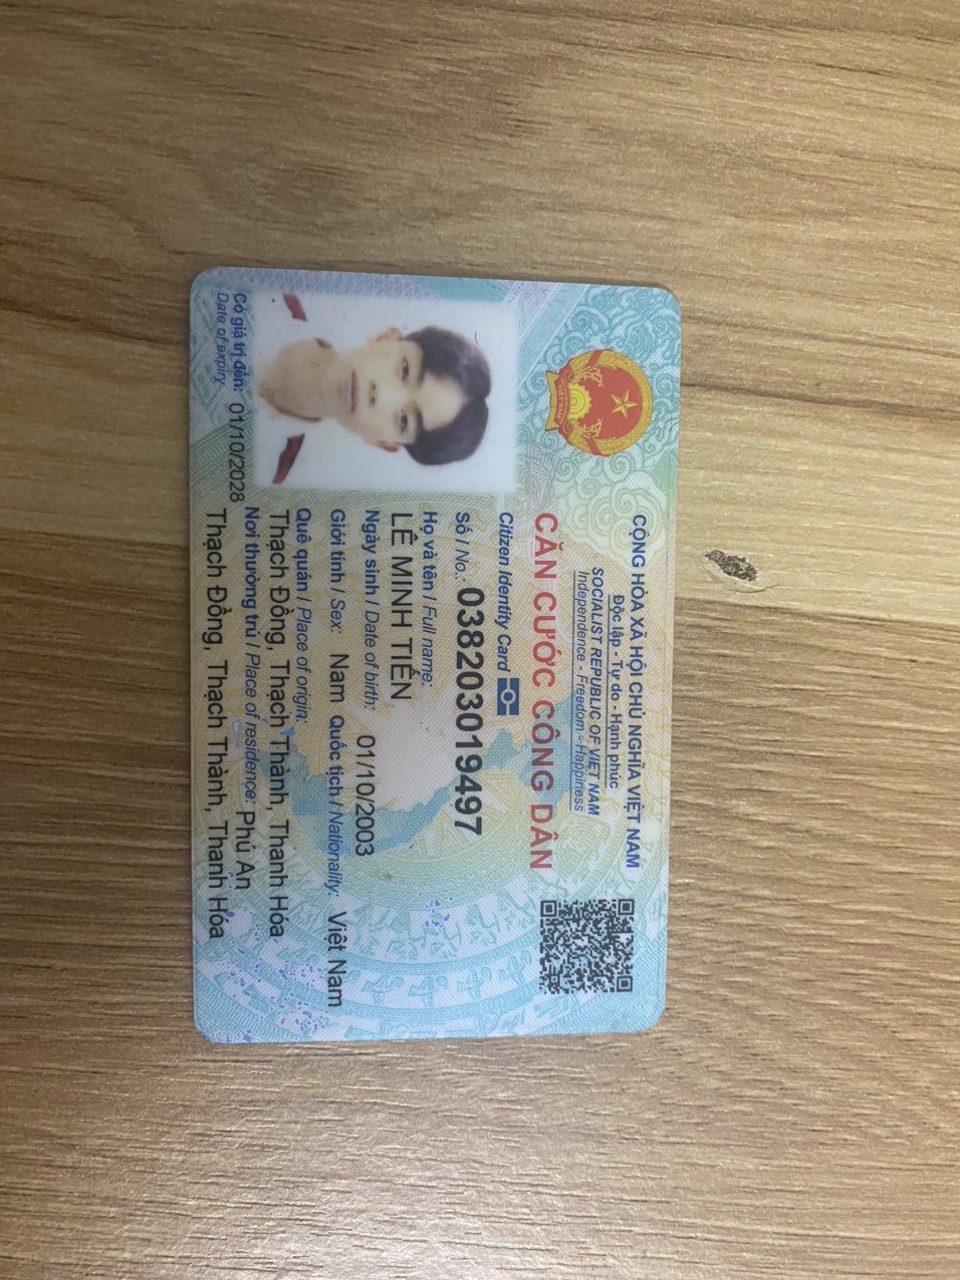 CỘNG HÒA XÃ HỘI CHỦ NGHĨA VIỆT NAM
Độc lập - Tự do - Hạnh phúc
SOCIALIST REPUBLIC OF VIET NAM
Independence - Freedom - Happiness
CĂN CƯỚC CÔNG DÂN
Citizen Identity Card
Số / No.: 038203019497
Họ và tên / Full name:
LÊ MINH TIẾN
Ngày sinh / Date of birth: 01/10/2003
Giới tính / Sex: Nam Quốc tịch / Nationality: Việt Nam
Quê quán / Place of origin:
Thạch Đồng, Thạch Thành, Thanh Hóa
Nơi thường trú / Place of residence: Phú An
Thạch Đồng, Thạch Thành, Thanh Hóa
Có giá trị đến: 01/10/2028
Date of expiry
VIỆT NAM